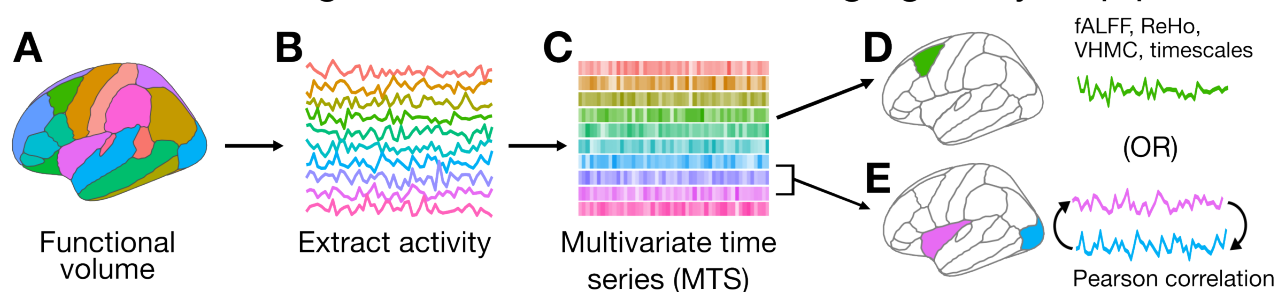 A
B
C
D
fALFF, ReHo,
VHMC, timescales
(OR)
E
Functional
volume
Extract activity
Multivariate time
series (MTS)
Pearson correlation